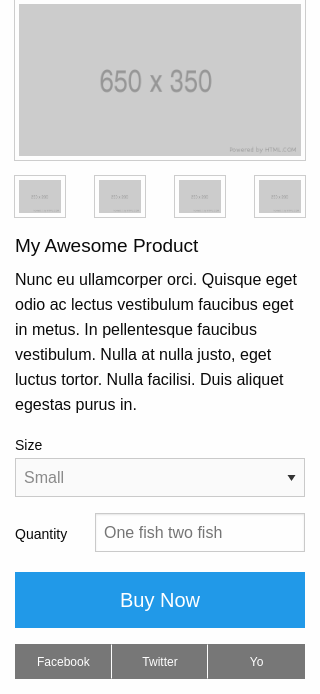 650 x 350
Powered by HTML.COM
My Awesome Product
Nunc eu ullamcorper orci. Quisque eget
odio ac lectus vestibulum faucibus eget
in metus. In pellentesque faucibus
vestibulum. Nulla at nulla justo, eget
luctus tortor. Nulla facilisi. Duis aliquet
egestas purus in.
Size
Small
Quantity One fish two fish
Buy Now
Facebook Twitter Yo